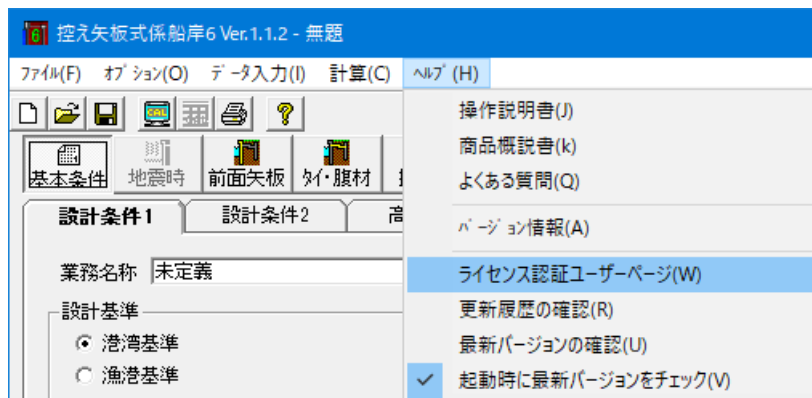 控え矢板式係船岸6 Ver.1.1.2 - 無題
ファイル(F) オプション(O) データ入力(I) 計算(C) ヘルプ(H)
CAL
基本条件 地震時 前面矢板 タイ・腹材
設計条件1 設計条件2 高
業務名称 未定義
設計基準
港湾基準
漁港基準
操作説明書(J)
商品概説書(k)
よくある質問(Q)
バージョン情報(A)
ライセンス認証ユーザーページ(W)
更新履歴の確認(R)
最新バージョンの確認(U)
起動時に最新バージョンをチェック(V)